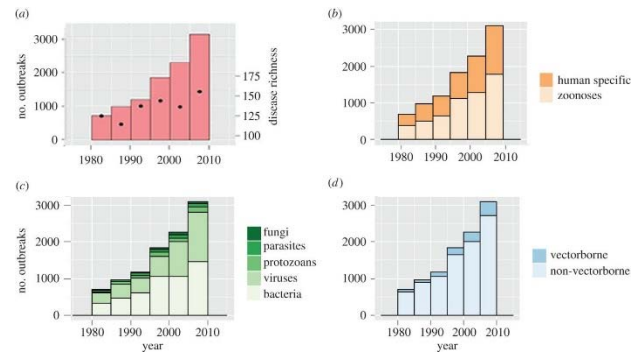 (a)
no. outbreaks
3000
2000
1000
0
175
150
125
100
disease richness
1980 1990 2000 2010
(b)
3000
2000
1000
0
1980 1990 2000 2010
human specific
zoonoses
(c)
no. outbreaks
3000
2000
1000
0
1980 1990 2000 2010
year
fungi
parasites
protozoans
viruses
bacteria
(d)
3000
2000
1000
0
1980 1990 2000 2010
year
vectorborne
non-vectorborne